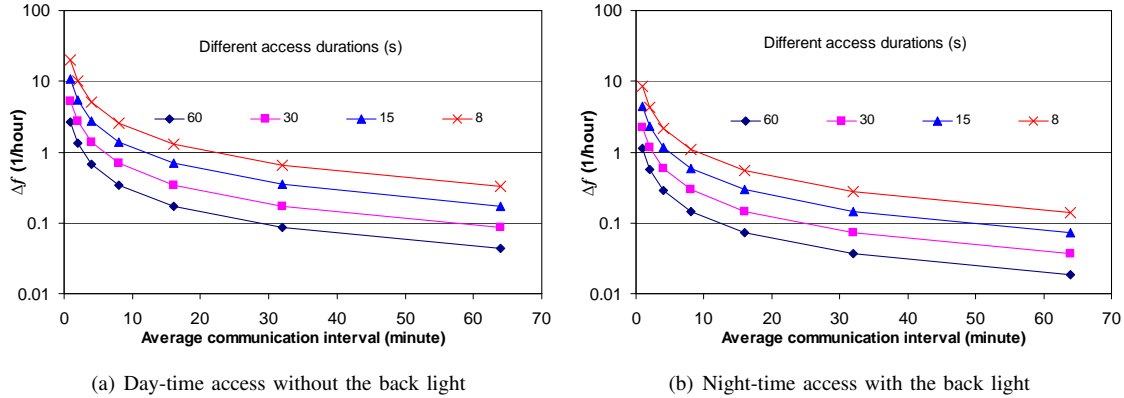 100
10
1
0.1
0.01
Δf (1/hour)
Different access durations (s)
60 30 15 8
0 10 20 30 40 50 60 70
Average communication interval (minute)
(a) Day-time access without the back light
100
10
1
0.1
0.01
Δf (1/hour)
Different access durations (s)
60 30 15 8
0 10 20 30 40 50 60 70
Average communication interval (minute)
(b) Night-time access with the back light